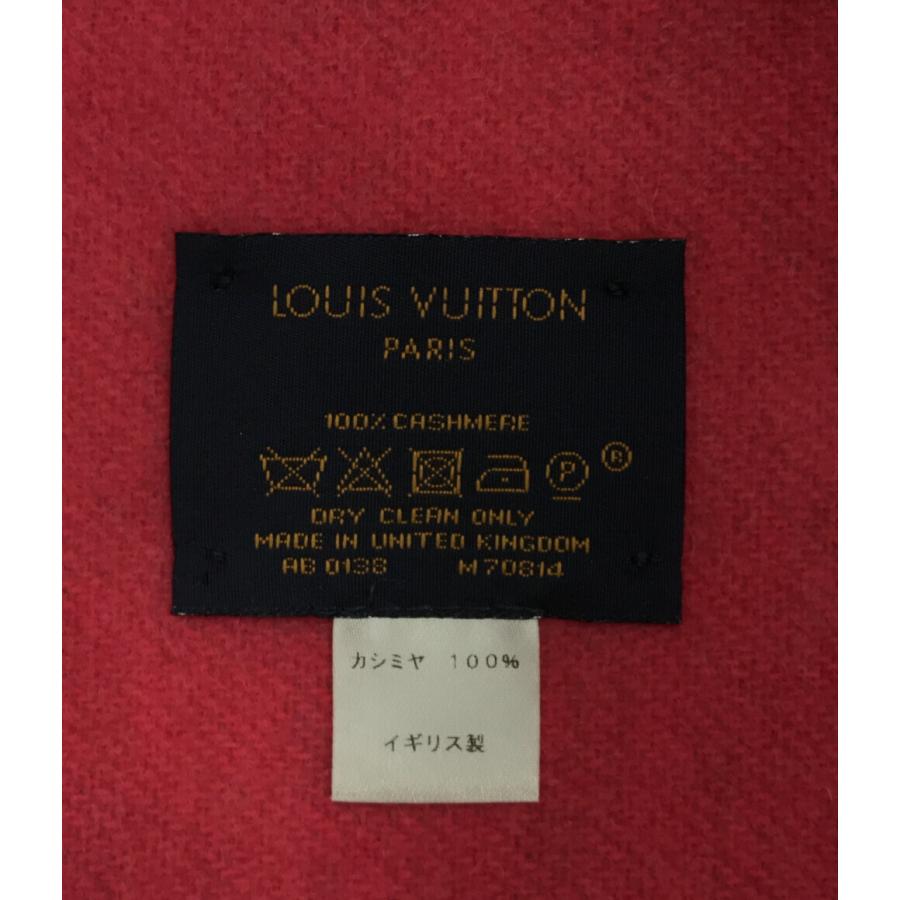 LOUIS VUITTON
PARIS
100% CASHMERE
P ®
DRY CLEAN ONLY
MADE IN UNITED KINGDOM
AB 0138 M70814
カシミヤ 100%
イギリス製